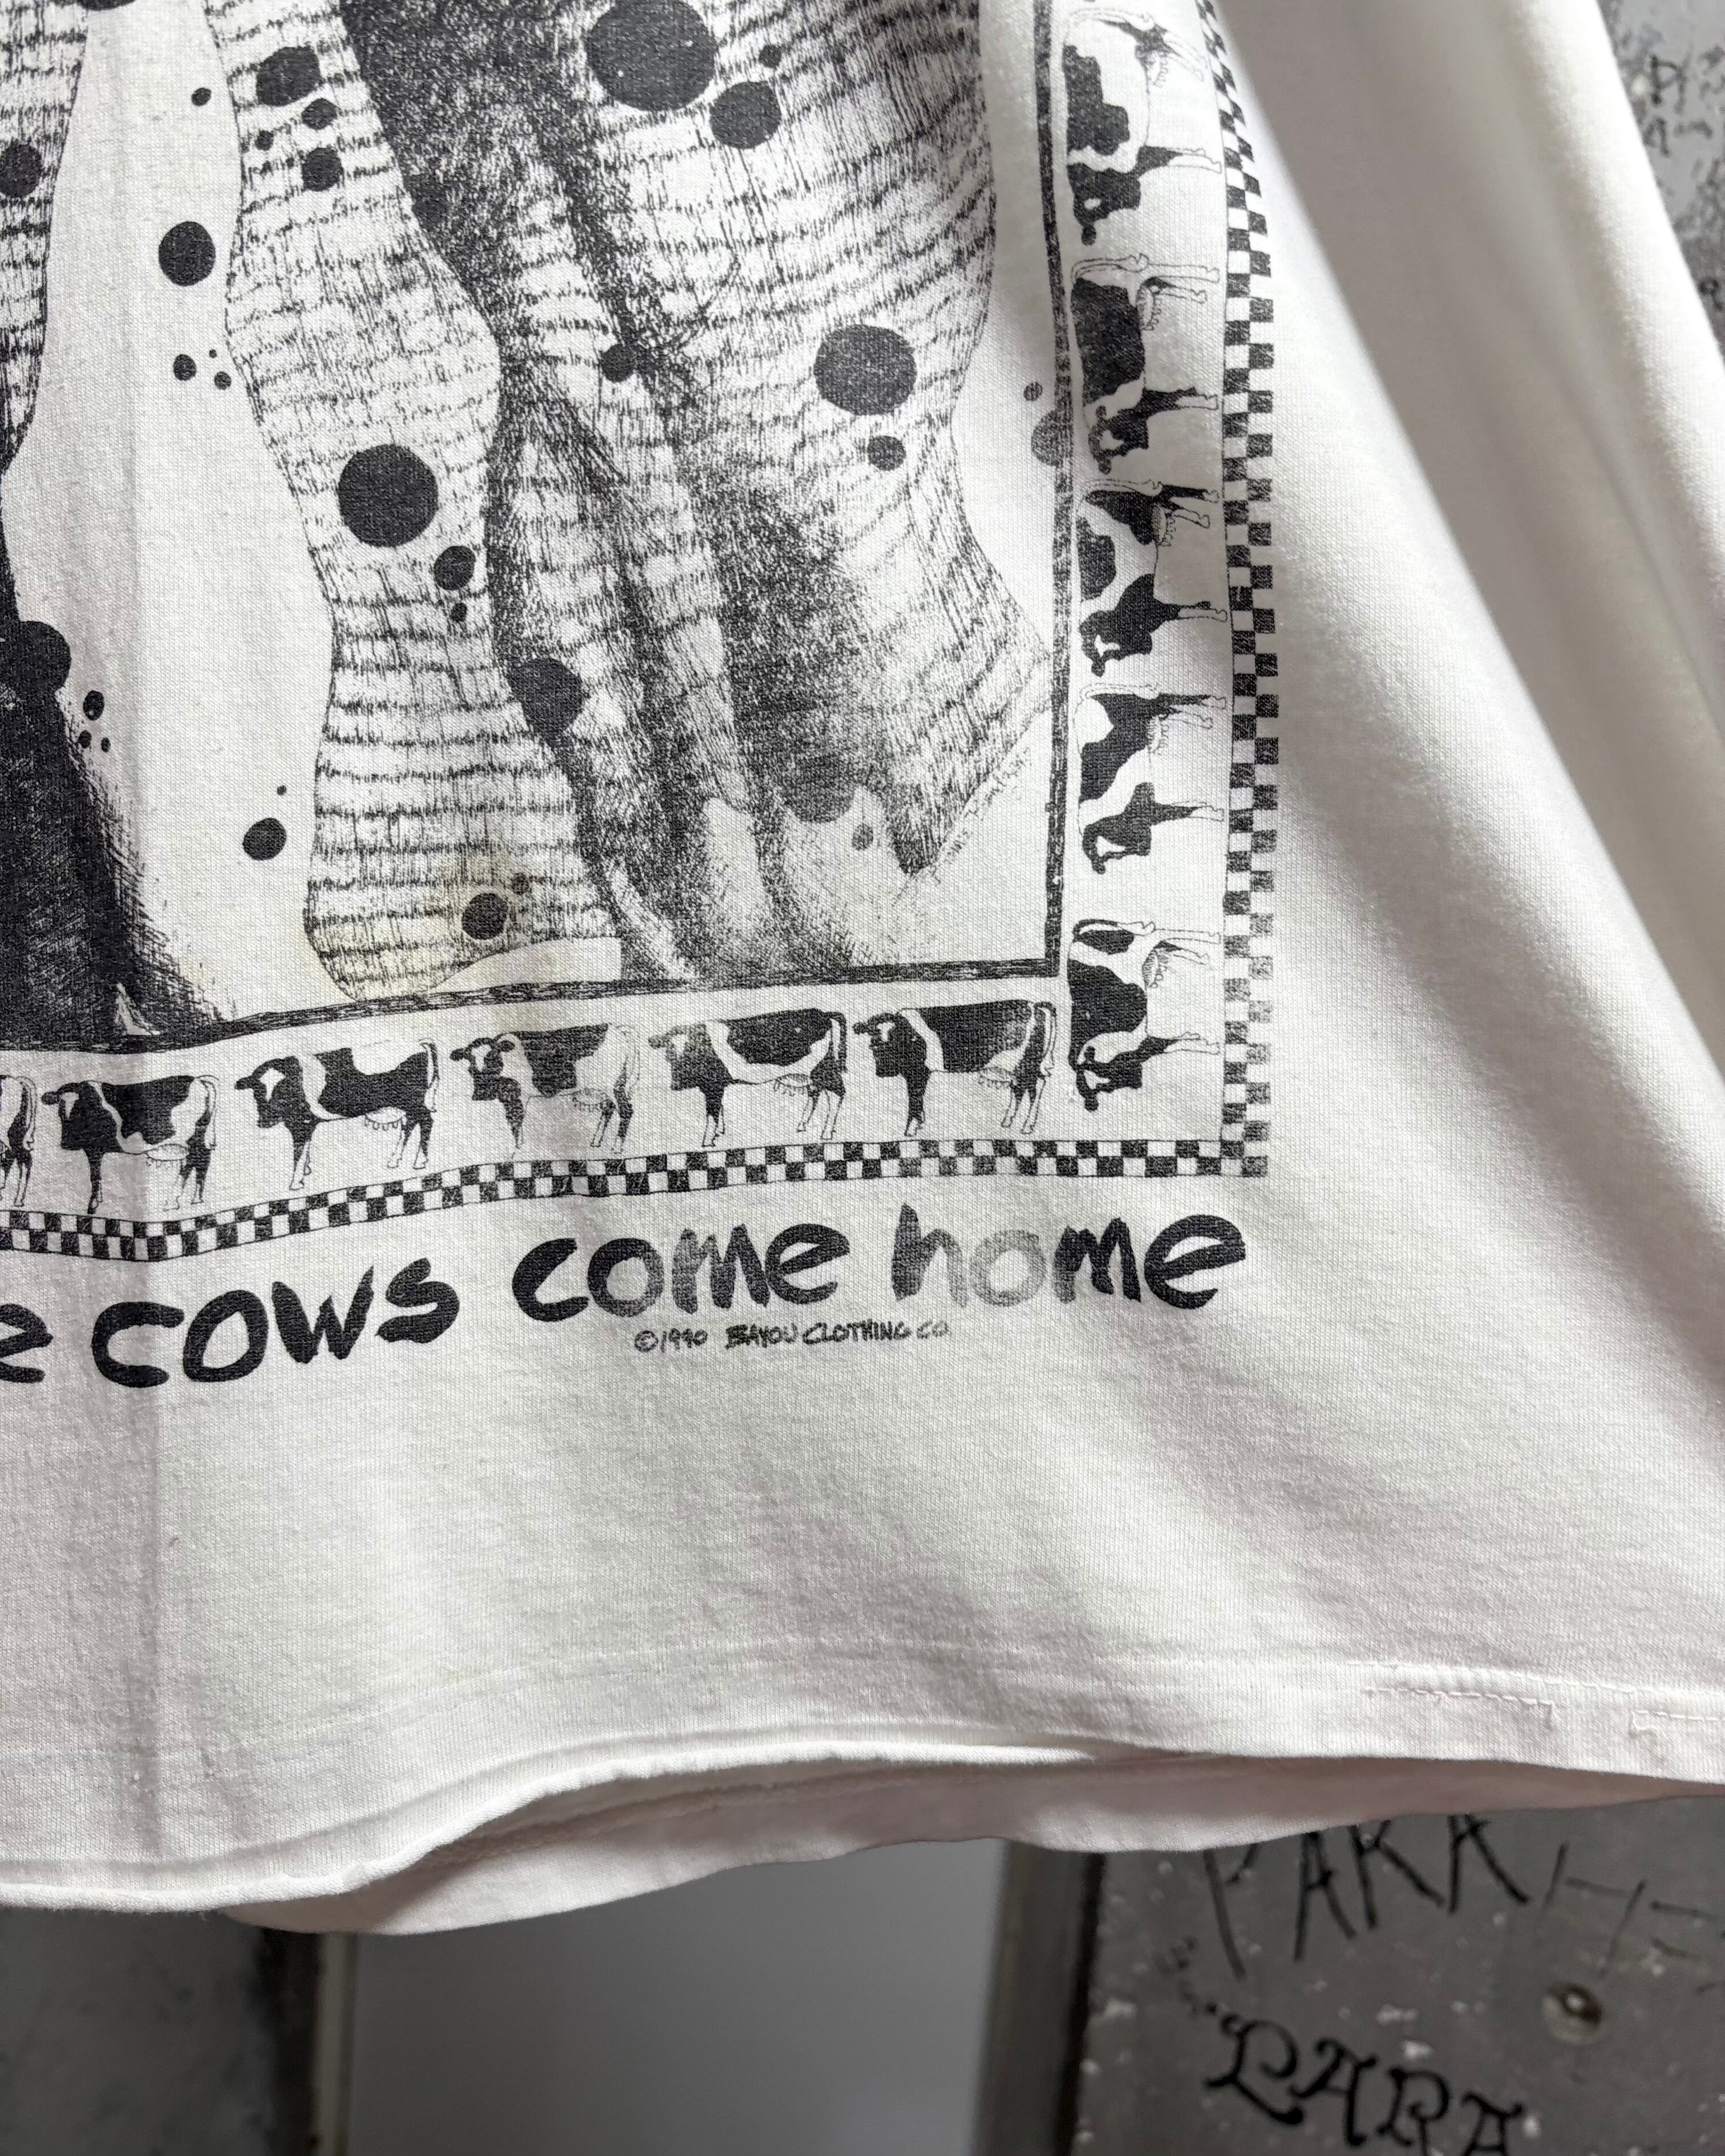 cows come home
©1990 BAYOU CLOTHING CO.
PARA
LARA